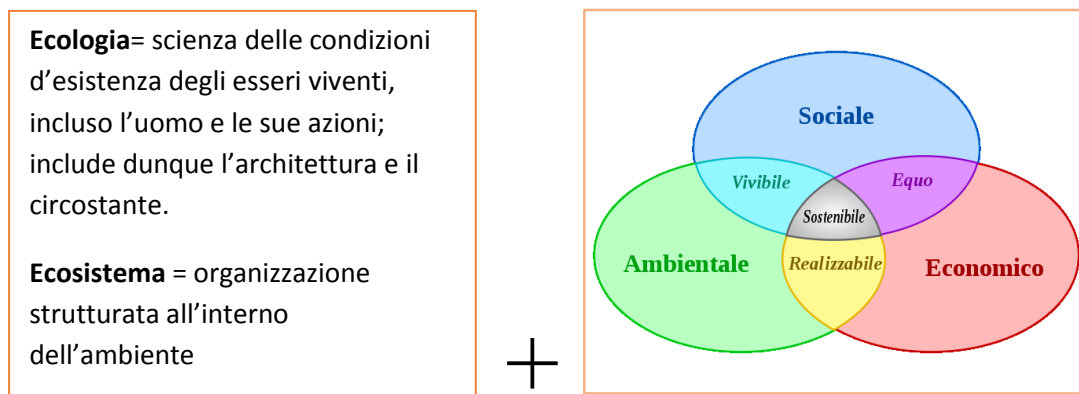 Ecologia= scienza delle condizioni
d’esistenza degli esseri viventi,
incluso l’uomo e le sue azioni;
include dunque l’architettura e il
circostante.
Ecosistema = organizzazione
strutturata all’interno
dell’ambiente
+
Sociale
Vivibile
Equo
Sostenibile
Ambientale
Realizzabile
Economico